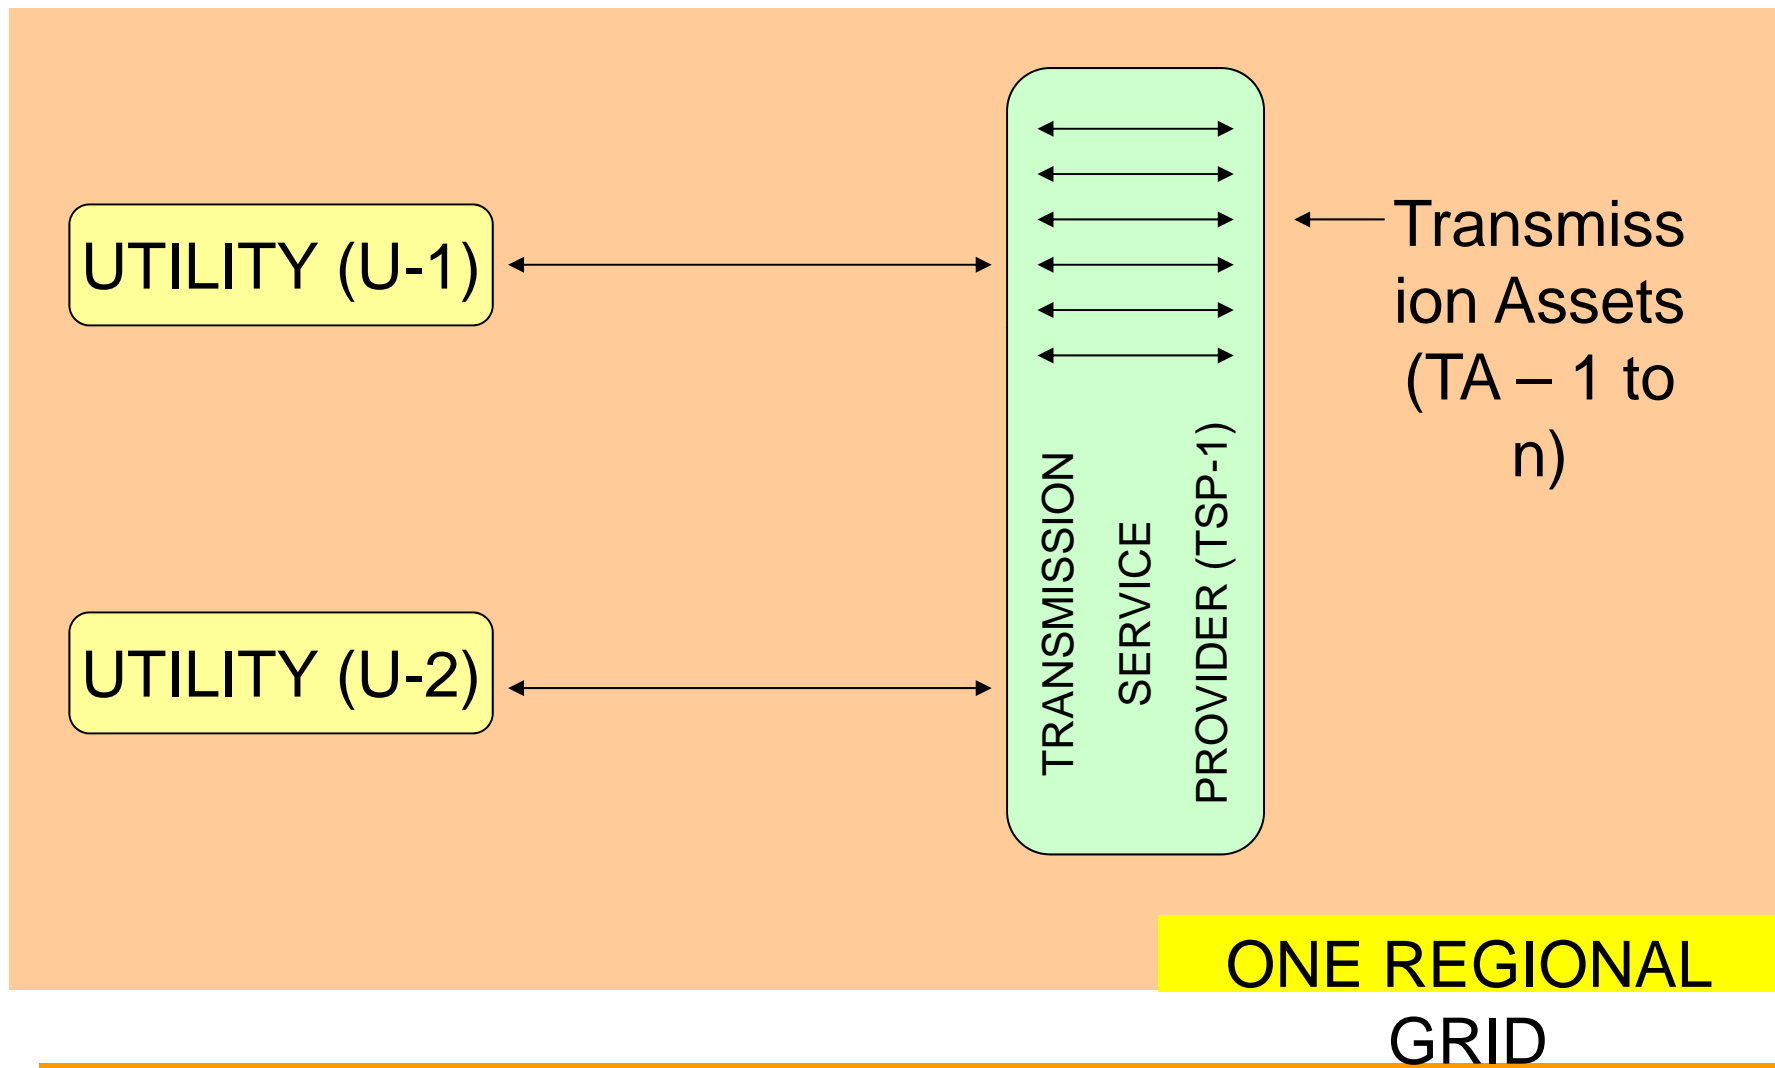 UTILITY (U-1)
UTILITY (U-2)
TRANSMISSION
SERVICE
PROVIDER (TSP-1)
Transmiss
ion Assets
(TA – 1 to
n)
ONE REGIONAL
GRID